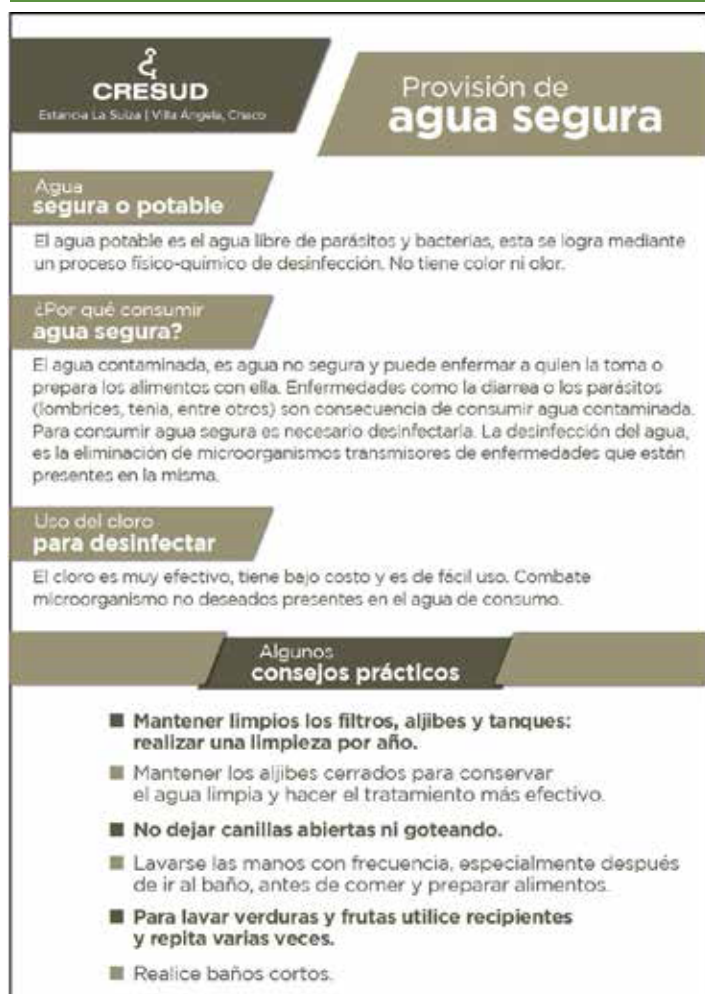 CRESUD
Estancia La Suiza | Villa Ángela, Chaco
Provisión de
agua segura
Agua
segura o potable
El agua potable es el agua libre de parásitos y bacterias, esta se logra mediante
un proceso físico-químico de desinfección. No tiene color ni olor.
¿Por qué consumir
agua segura?
El agua contaminada, es agua no segura y puede enfermar a quien la toma o
prepara los alimentos con ella. Enfermedades como la diarrea o los parásitos
(lombrices, tenia, entre otros) son consecuencia de consumir agua contaminada.
Para consumir agua segura es necesario desinfectarla. La desinfección del agua,
es la eliminación de microorganismos transmisores de enfermedades que están
presentes en la misma.
Uso del cloro
para desinfectar
El cloro es muy efectivo, tiene bajo costo y es de fácil uso. Combate
microorganismo no deseados presentes en el agua de consumo.
Algunos
consejos prácticos
Mantener limpios los filtros, aljibes y tanques:
realizar una limpieza por año.
Mantener los aljibes cerrados para conservar
el agua limpia y hacer el tratamiento más efectivo.
No dejar canillas abiertas ni goteando.
Lavarse las manos con frecuencia, especialmente después
de ir al baño, antes de comer y preparar alimentos.
Para lavar verduras y frutas utilice recipientes
y repita varias veces.
Realice baños cortos.